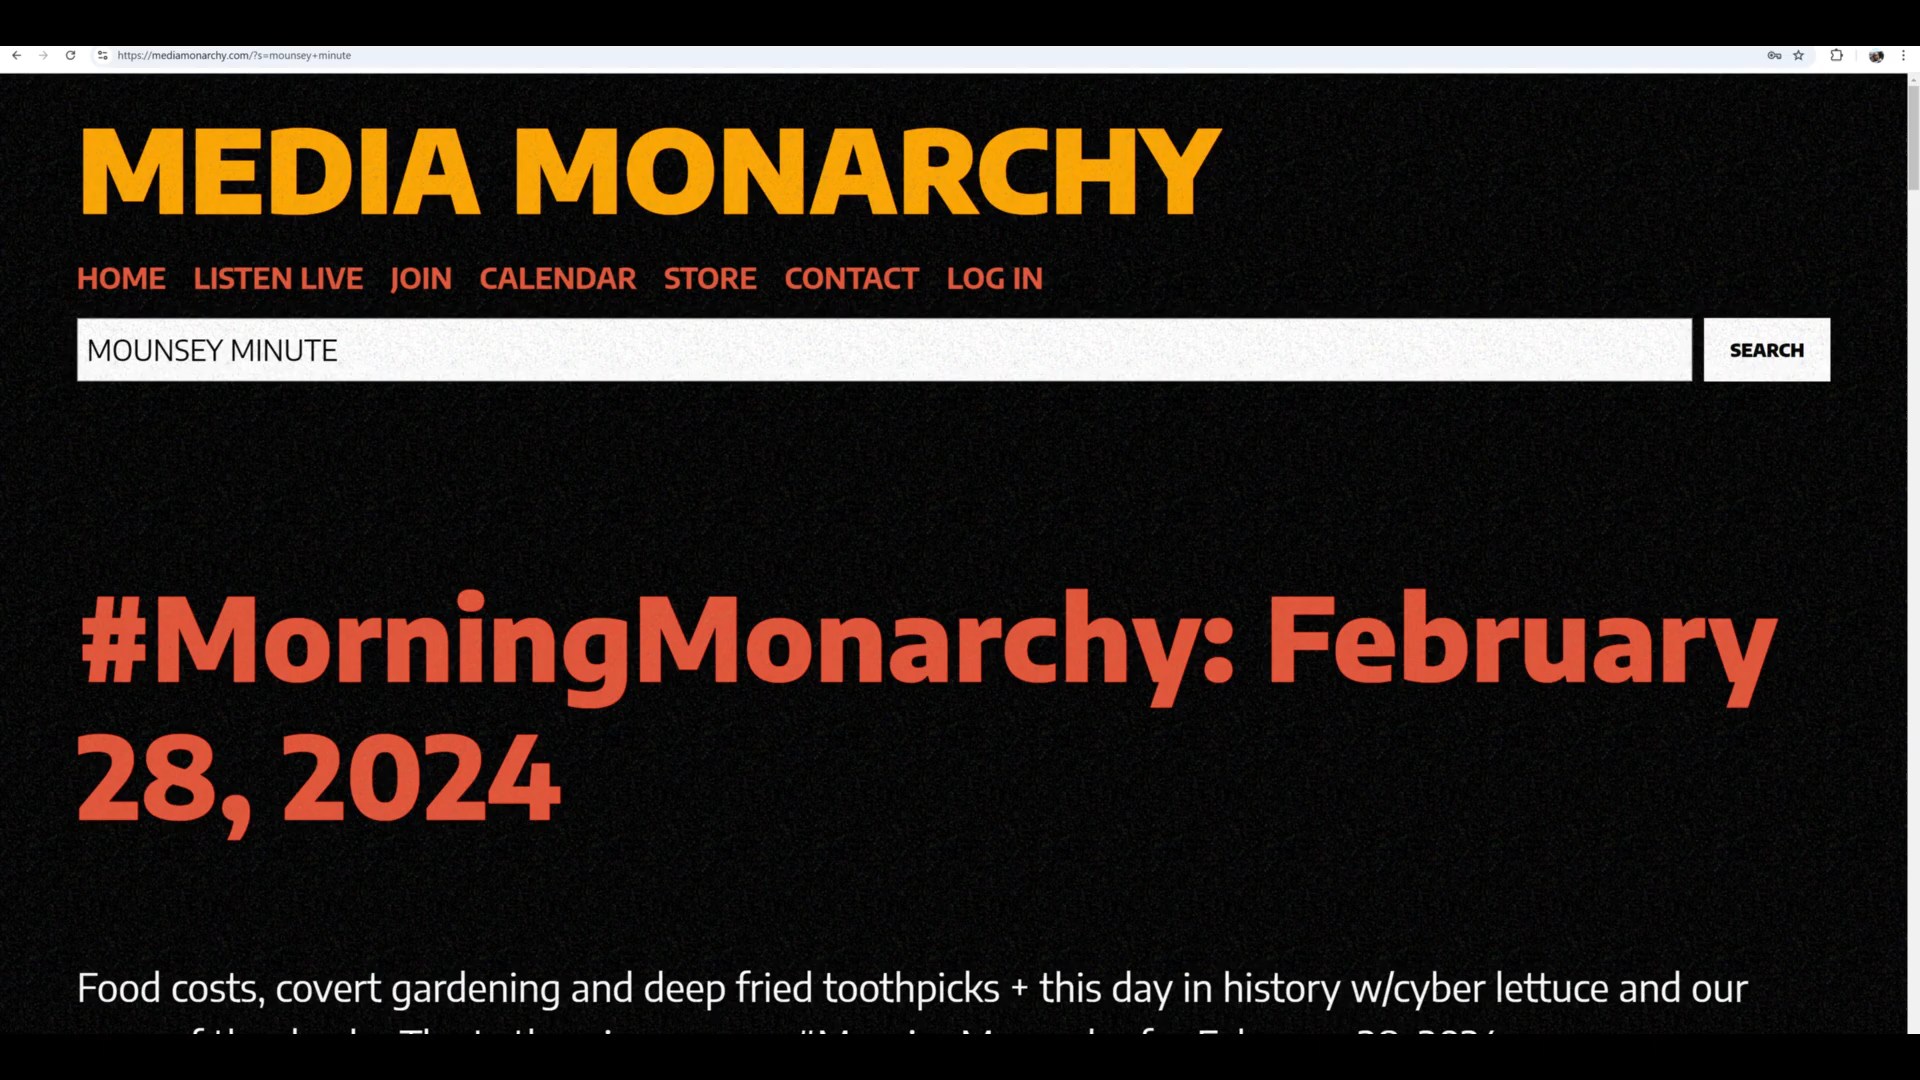 https://mediamonarchy.com/?s=mounsey+minute
MEDIA MONARCHY
HOME LISTEN LIVE JOIN CALENDAR STORE CONTACT LOG IN
MOUNSEY MINUTE SEARCH
#MorningMonarchy: February
28, 2024
Food costs, covert gardening and deep fried toothpicks + this day in history w/cyber lettuce and our